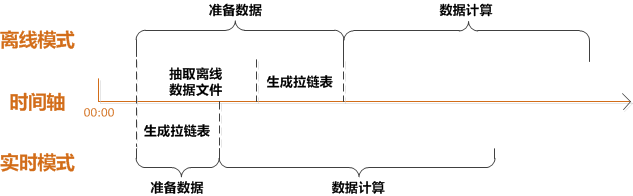 准备数据
数据计算
离线模式
抽取离线
数据文件
生成拉链表
时间轴
00:00
生成拉链表
实时模式
准备数据
数据计算